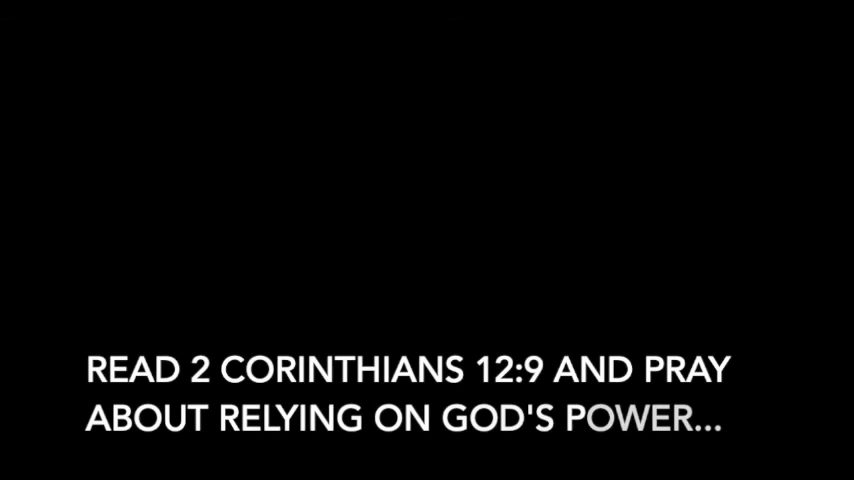 READ 2 CORINTHIANS 12:9 AND PRAY
ABOUT RELYING ON GOD'S POWER...